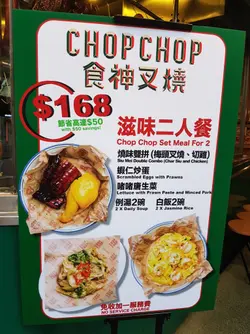 CHOPCHOP
食神叉燒
$168
節省高達$50
with $50 savings!
滋味二人餐
Chop Chop Set Meal For 2
燒味雙拼 (梅頭叉燒、切雞)
Siu Mei Double Combo (Char Siu and Chicken)
蝦仁炒蛋
Scrambled Eggs with Prawns
啫啫唐生菜
Lettuce with Prawn Paste and Minced Pork
例湯2碗
2 X Daily Soup
白飯2碗
2 X Jasmine Rice
免收加一服務費
NO SERVICE CHARGE